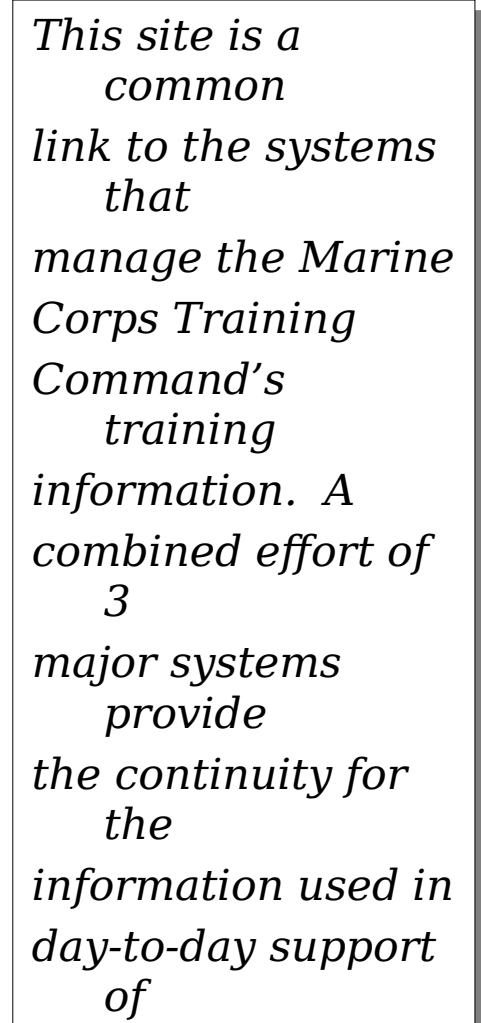 This site is a
common
link to the systems
that
manage the Marine
Corps Training
Command’s
training
information.  A
combined effort of
3
major systems
provide
the continuity for
the
information used in
day-to-day support
of